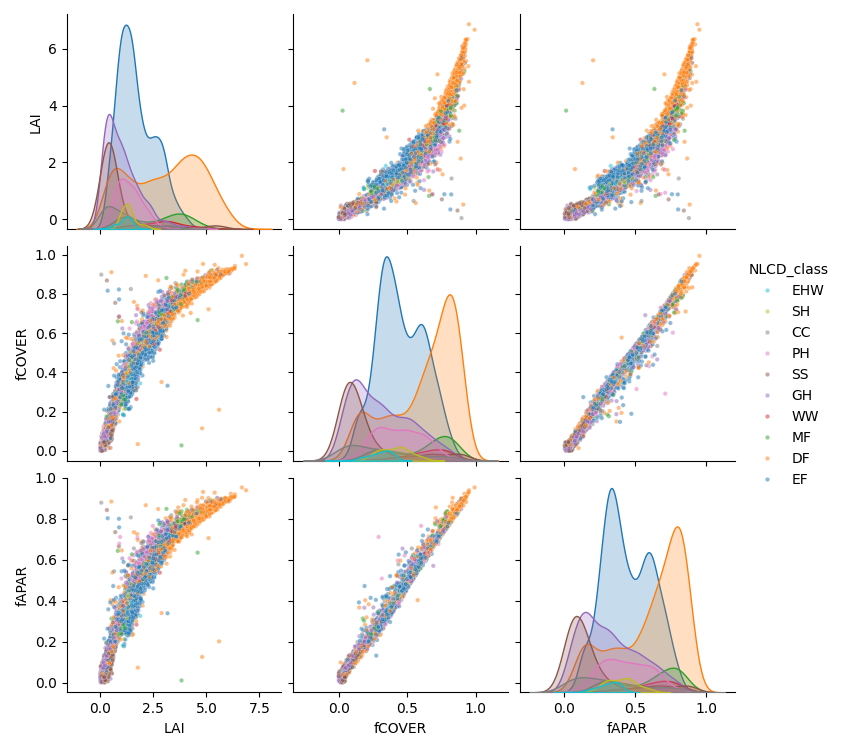 LAI
6
4
2
0
fCOVER
1.0
0.8
0.6
0.4
0.2
0.0
NLCD_class
EHW
SH
CC
PH
SS
GH
WW
MF
DF
EF
fAPAR
1.0
0.8
0.6
0.4
0.2
0.0
0.0 2.5 5.0 7.5
0.0 0.5 1.0
0.0 0.5 1.0
LAI
fCOVER
fAPAR